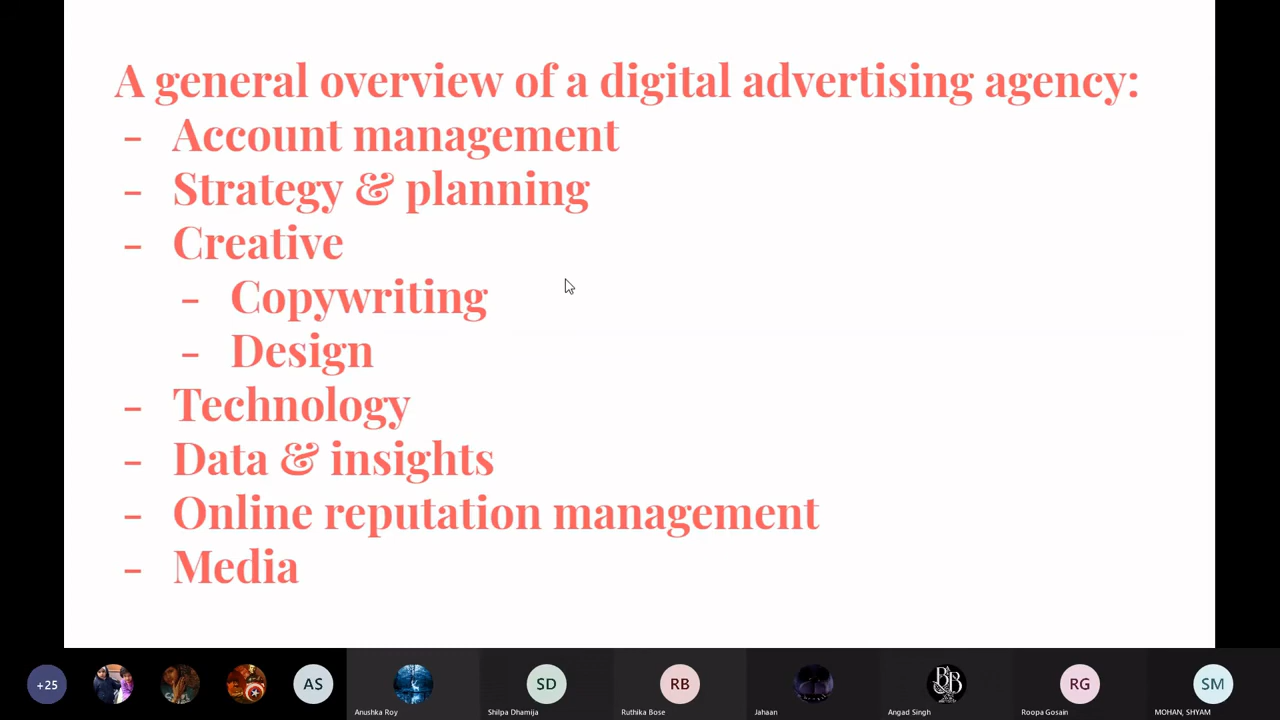 A general overview of a digital advertising agency:
- Account management
- Strategy & planning
- Creative
- Copywriting
- Design
- Technology
- Data & insights
- Online reputation management
- Media
+25
AS
SD
RB
BB
RG
SM
Anushka Roy
Shilpa Dhamija
Ruthika Bose
Jahaan
Angad Singh
Roopa Gosain
MOHAN, SHYAM